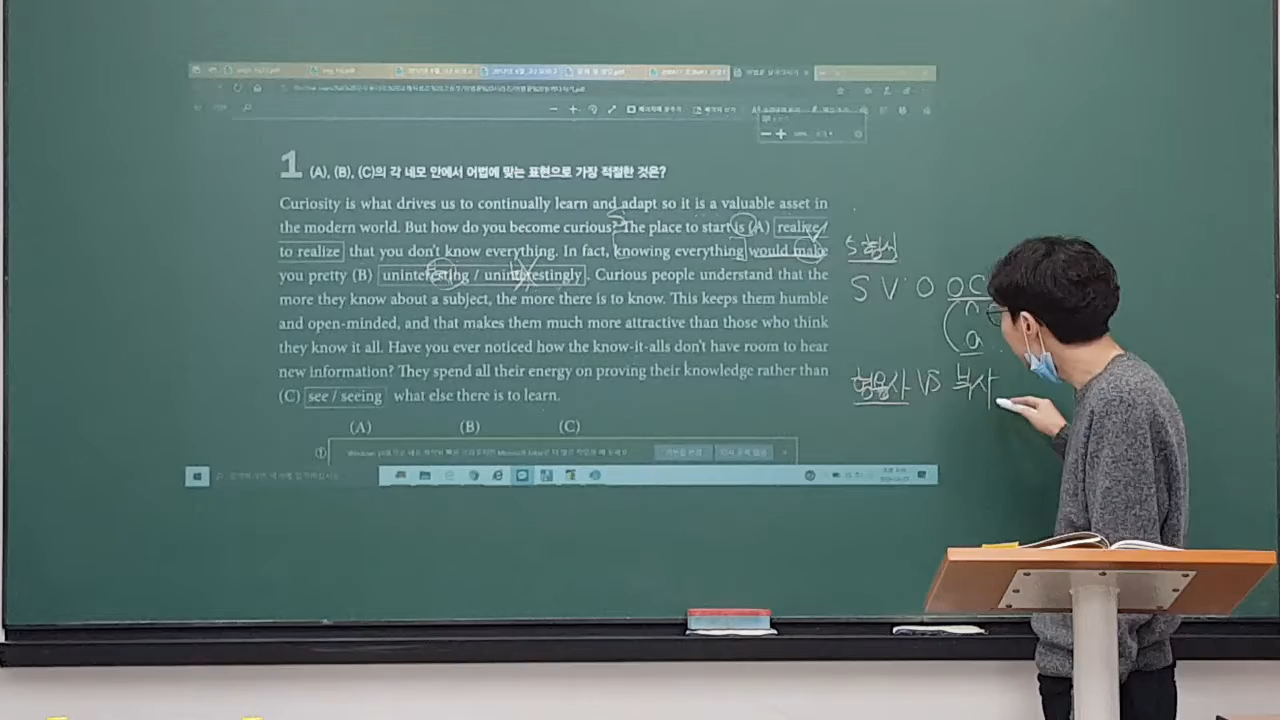 1 (A), (B), (C)의 각 네모 안에서 어법에 맞는 표현으로 가장 적절한 것은?
Curiosity is what drives us to continually learn and adapt so it is a valuable asset in
the modern world. But how do you become curious? The place to start is (A) realize /
to realize that you don't know everything. In fact, knowing everything would make
you pretty (B) uninteresting / uninterestingly. Curious people understand that the
more they know about a subject, the more there is to know. This keeps them humble
and open-minded, and that makes them much more attractive than those who think
they know it all. Have you ever noticed how the know-it-alls don't have room to hear
new information? They spend all their energy on proving their knowledge rather than
(C) see / seeing what else there is to learn.
(A) (B) (C)
①
S
5형식
S V O OC
n
a
형용사 VS 부사